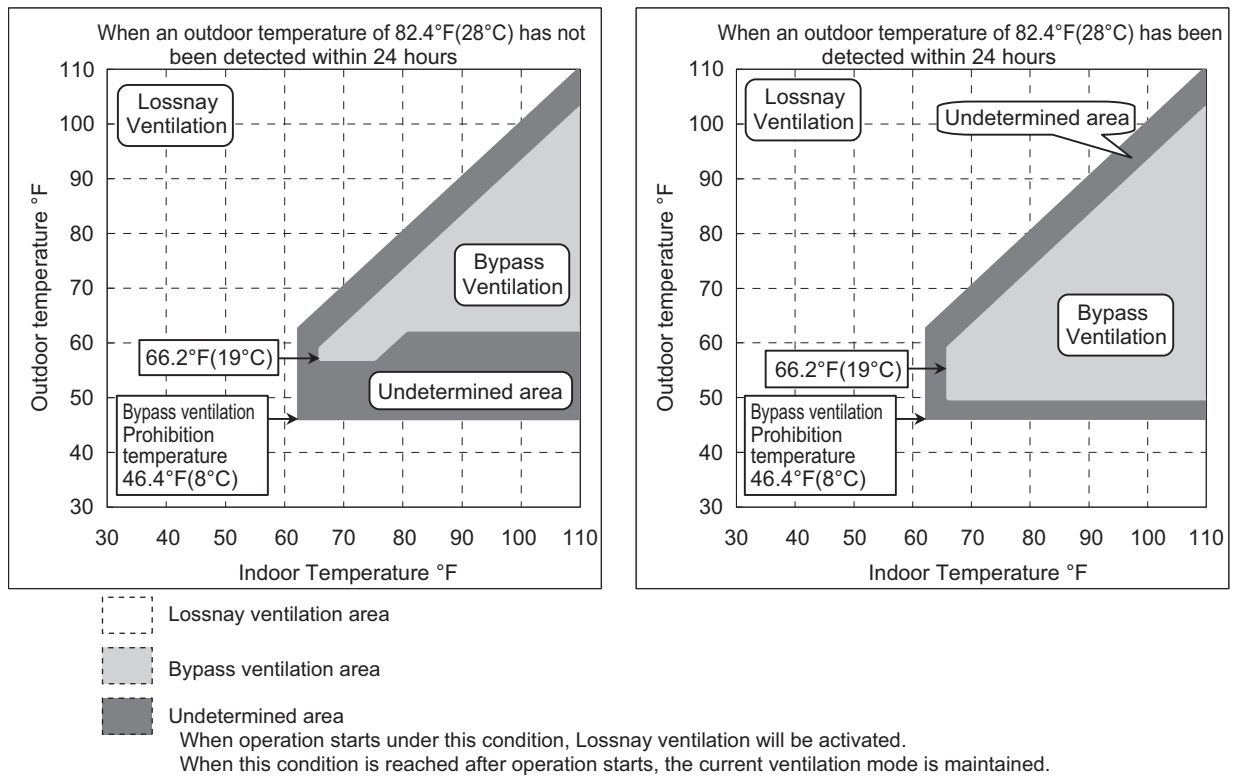 When an outdoor temperature of 82.4°F(28°C) has not
been detected within 24 hours
110
100
90
80
70
60
50
40
30
Outdoor temperature °F
Lossnay
Ventilation
Bypass
Ventilation
66.2°F(19°C)
Undetermined area
Bypass ventilation
Prohibition
temperature
46.4°F(8°C)
30 40 50 60 70 80 90 100 110
Indoor Temperature °F
When an outdoor temperature of 82.4°F(28°C) has been
detected within 24 hours
110
100
90
80
70
60
50
40
30
Outdoor temperature °F
Lossnay
Ventilation
Undetermined area
Bypass
Ventilation
66.2°F(19°C)
Bypass ventilation
Prohibition
temperature
46.4°F(8°C)
30 40 50 60 70 80 90 100 110
Indoor Temperature °F
Lossnay ventilation area
Bypass ventilation area
Undetermined area
When operation starts under this condition, Lossnay ventilation will be activated.
When this condition is reached after operation starts, the current ventilation mode is maintained.